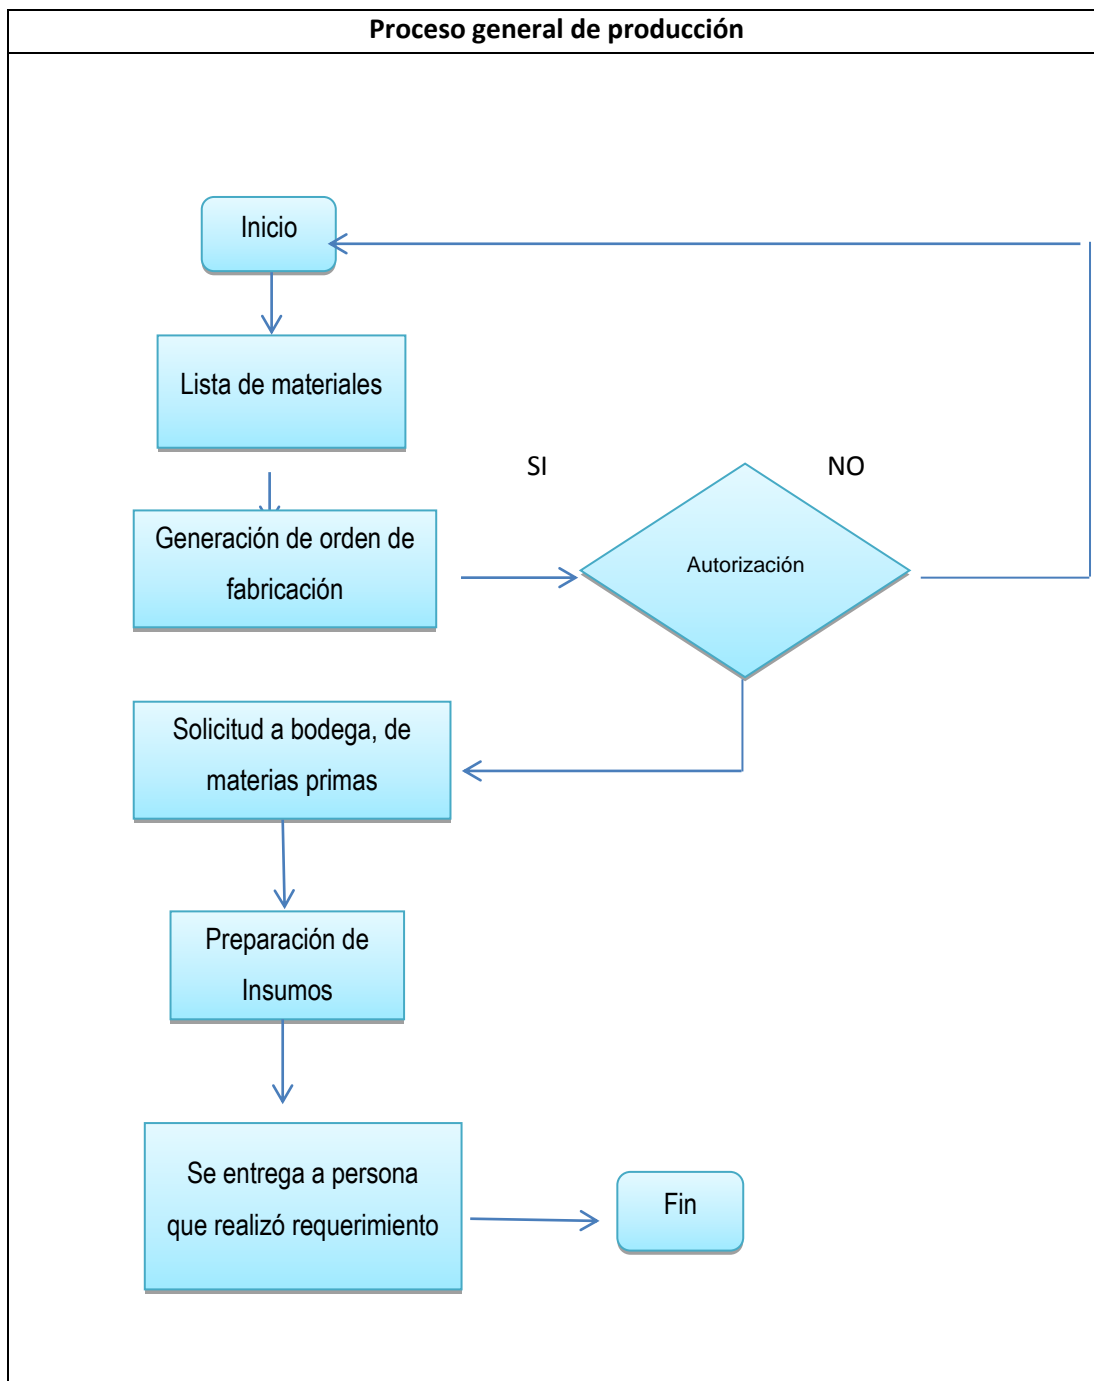 Proceso general de producción
Inicio
Lista de materiales
SI
NO
Generación de orden de
fabricación
Autorización
Solicitud a bodega, de
materias primas
Preparación de
Insumos
Se entrega a persona
que realizó requerimiento
Fin